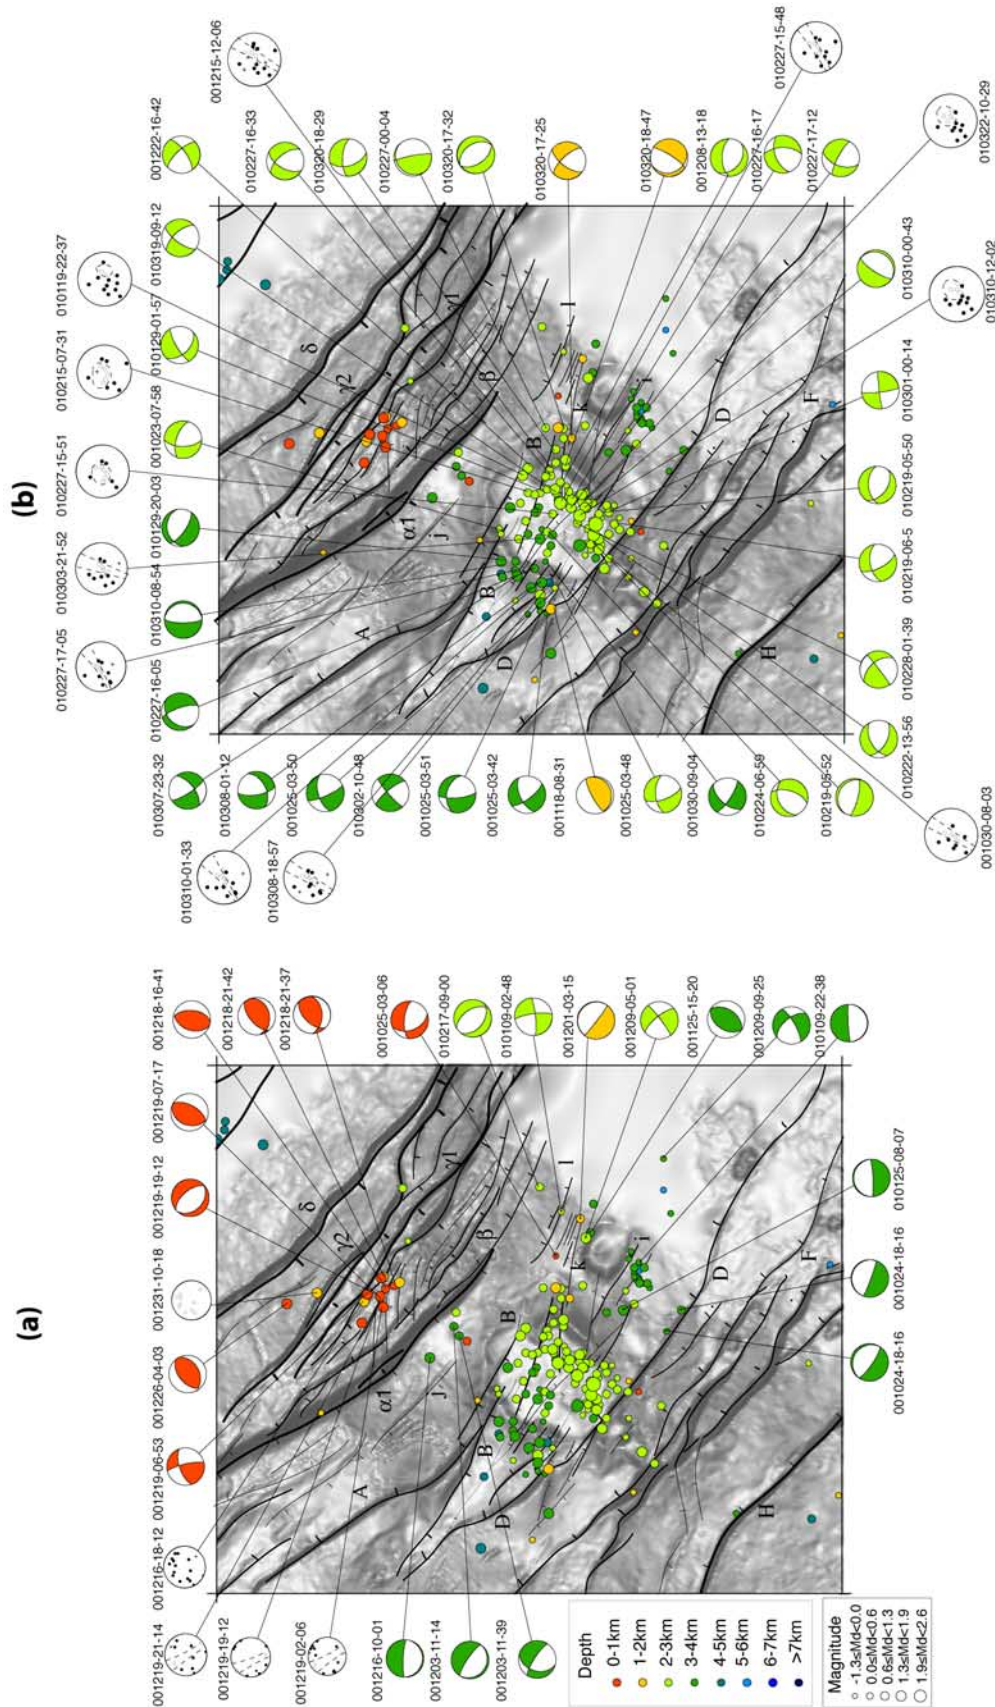 (a)
001219-21-14
001216-18-12
001219-06-53
001226-04-03
001231-10-18
001219-19-12
001219-07-17
001218-16-41
001218-21-42
001218-21-37
001025-03-08
010217-09-00
010109-02-48
001201-03-15
001209-05-01
001125-15-20
001209-09-25
010109-22-38
001219-19-12
001219-02-06
001216-10-01
001203-11-14
001203-11-39
001024-18-16
001024-18-16
010125-08-07
δ
γ2
γ1
β
α1
j
A
B
B
D
l
k
i
D
F
H
Depth
0-1km
1-2km
2-3km
3-4km
4-5km
5-6km
6-7km
>7km
Magnitude
-1.3≤Md<0.0
0.0≤Md<0.6
0.6≤Md<1.3
1.3≤Md<1.9
1.9≤Md<2.6
(b)
010227-17-05
010303-21-52
010227-15-51
010215-07-31
010119-22-37
010227-16-05
010310-08-54
010129-20-03
001023-07-58
010129-01-57
010319-09-12
001222-16-42
001215-12-06
010227-16-33
010320-18-29
010227-00-04
010320-17-32
010320-17-25
010320-18-47
001208-13-18
010227-16-17
010227-17-12
010227-15-48
010322-10-29
010307-23-32
010308-01-12
001025-03-50
010302-10-48
001025-03-51
001025-03-42
001118-08-31
001025-03-48
001030-09-04
010224-06-59
010219-05-52
010310-01-33
010308-18-57
001030-08-03
010222-13-56
010228-01-39
010219-06-5
010219-05-50
010301-00-14
010310-00-43
010310-12-02
δ
γ2
γ1
β
α1
j
A
B
B
D
l
k
i
D
F
H